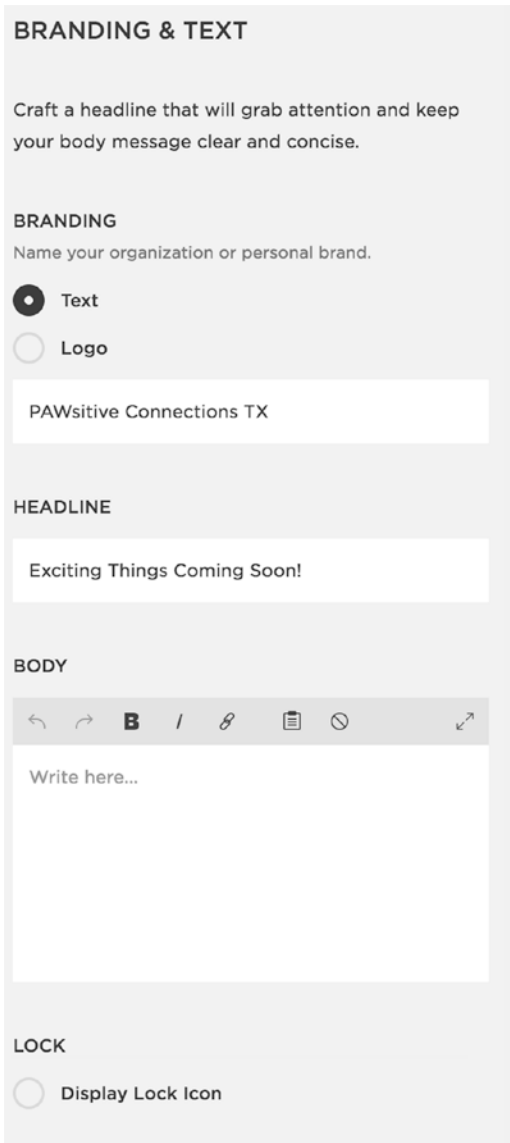 BRANDING & TEXT
Craft a headline that will grab attention and keep
your body message clear and concise.
BRANDING
Name your organization or personal brand.
Text
Logo
PAWsitive Connections TX
HEADLINE
Exciting Things Coming Soon!
BODY
B I
Write here...
LOCK
Display Lock Icon